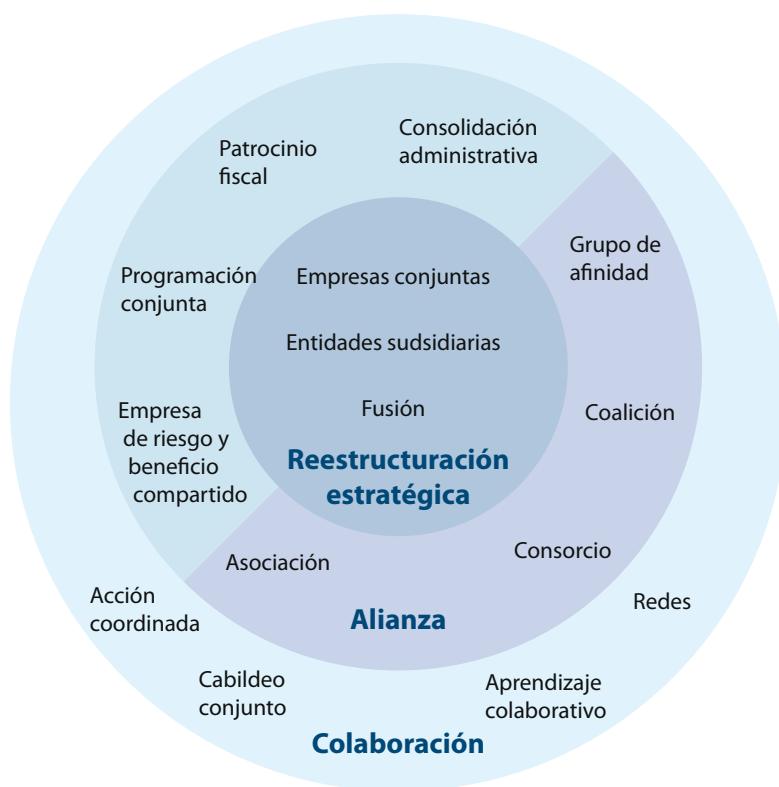 Consolidación
administrativa
Patrocinio
fiscal
Grupo de
afinidad
Programación
conjunta
Empresas conjuntas
Entidades sudsidiarias
Fusión
Empresa
de riesgo y
beneficio
compartido
Coalición
Reestructuración
estratégica
Asociación
Consorcio
Acción
coordinada
Alianza
Redes
Cabildeo
conjunto
Aprendizaje
colaborativo
Colaboración